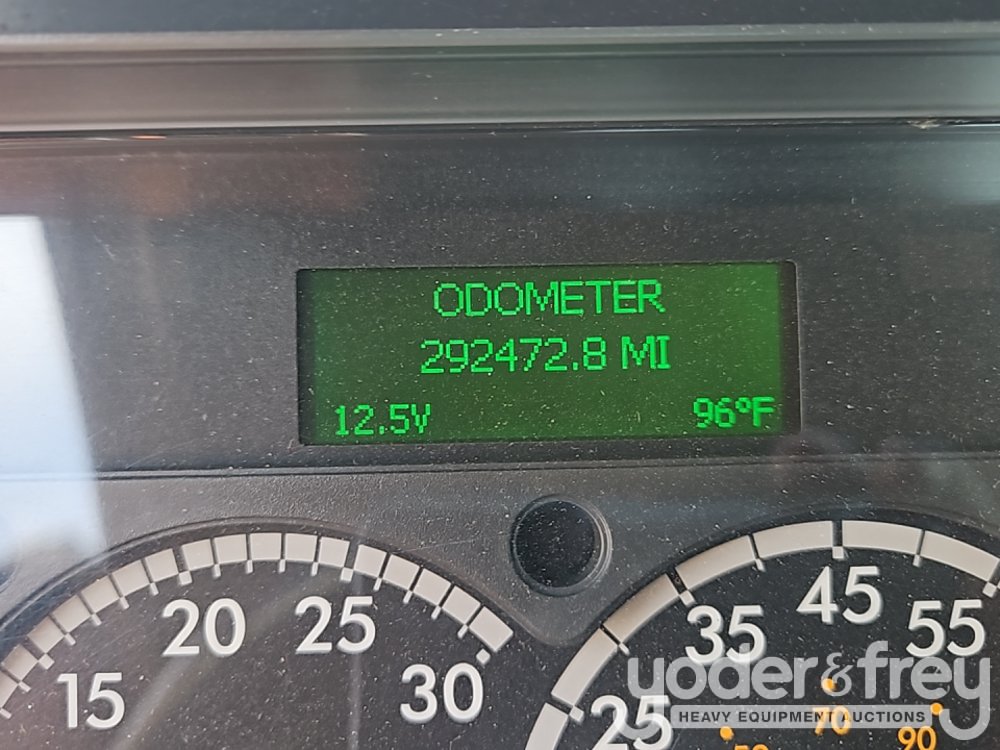 ODOMETER
292472.8 MI
12.5V 96°F
15 20 25 30
25 35 45 55
70 90
yoder&frey
HEAVY EQUIPMENT AUCTIONS